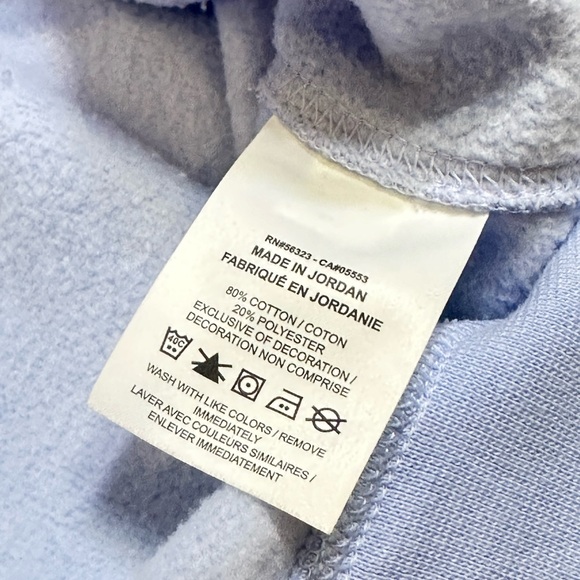 RN#56323 - CA#05553
MADE IN JORDAN
FABRIQUÉ EN JORDANIE
80% COTTON / COTON
20% POLYESTER
EXCLUSIVE OF DECORATION /
DECORATION NON COMPRISE
40C
WASH WITH LIKE COLORS / REMOVE
IMMEDIATELY
LAVER AVEC COULEURS SIMILAIRES /
ENLEVER IMMEDIATEMENT